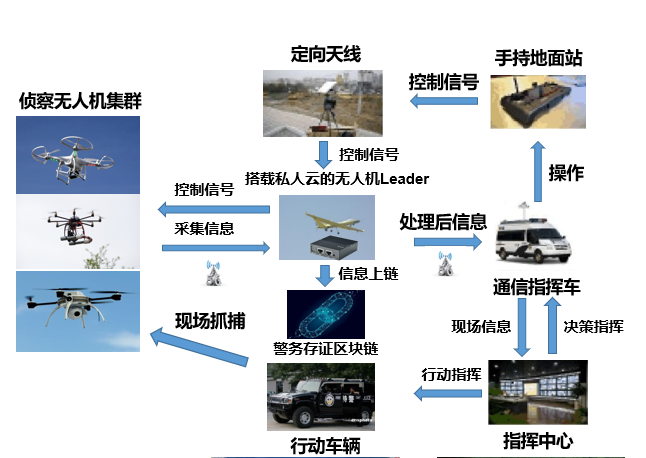 定向天线
手持地面站
控制信号
侦察无人机集群
控制信号
搭载私人云的无人机Leader
控制信号
操作
采集信息
处理后信息
信息上链
通信指挥车
现场抓捕
现场信息
决策指挥
警务存证区块链
行动指挥
特警
行动车辆
指挥中心